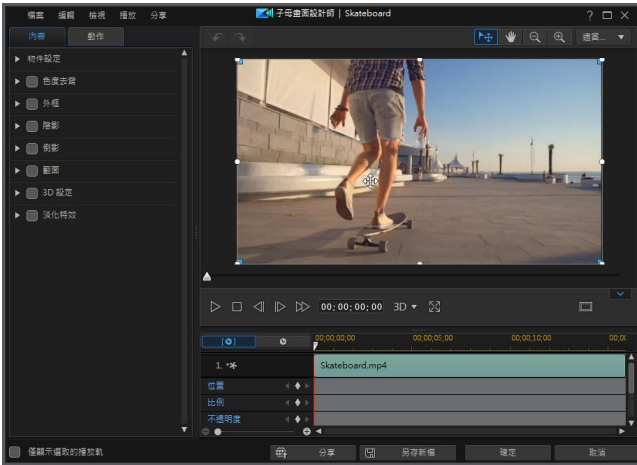 檔案 編輯 檢視 播放 分享
子母畫面設計師 | Skateboard
內容 動作
適當...
物件設定
色度去背
外框
陰影
倒影
翻面
3D 設定
淡化特效
00;00;00;00 3D
00;00;00;00 00;00;05;00 00;00;10;00 00;0
1. Skateboard.mp4
位置
比例
不透明度
僅顯示選取的播放軌 分享 另存新檔 確定 取消